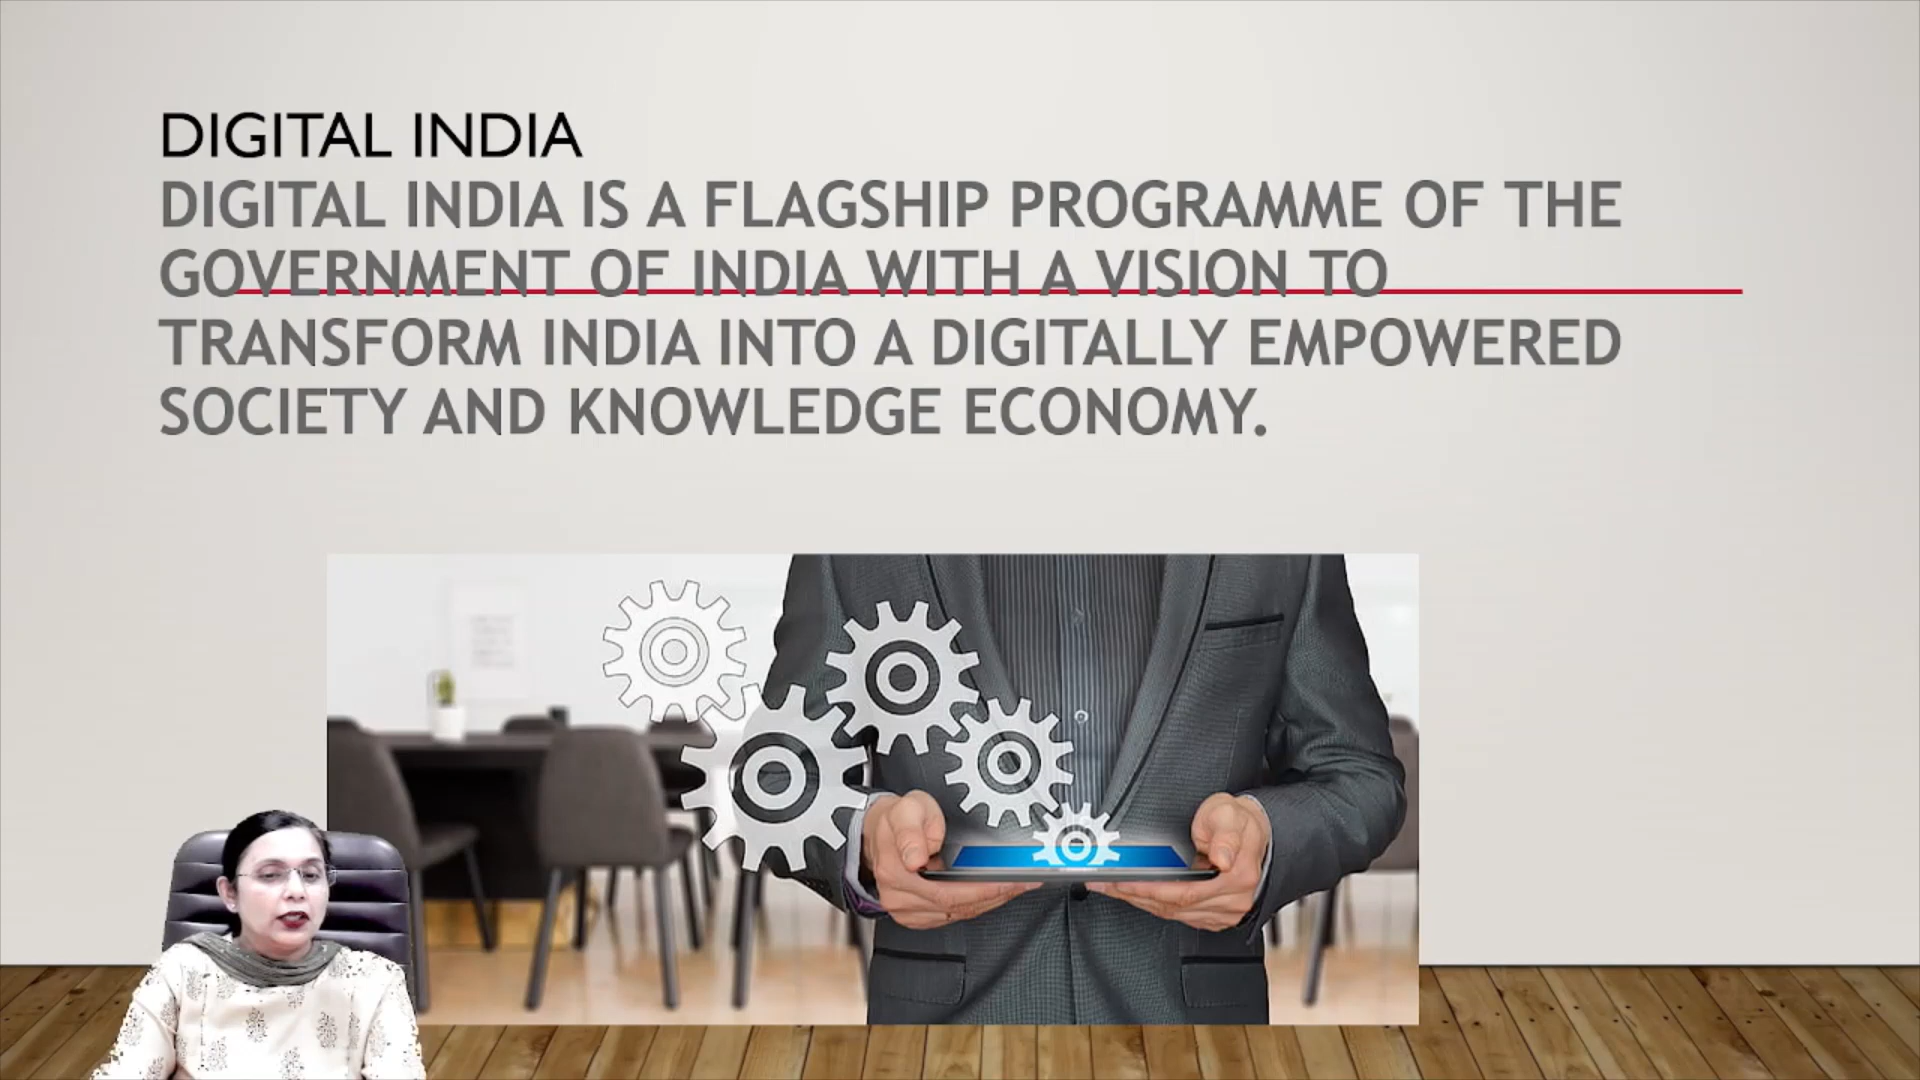 DIGITAL INDIA
DIGITAL INDIA IS A FLAGSHIP PROGRAMME OF THE
GOVERNMENT OF INDIA WITH A VISION TO
TRANSFORM INDIA INTO A DIGITALLY EMPOWERED
SOCIETY AND KNOWLEDGE ECONOMY.